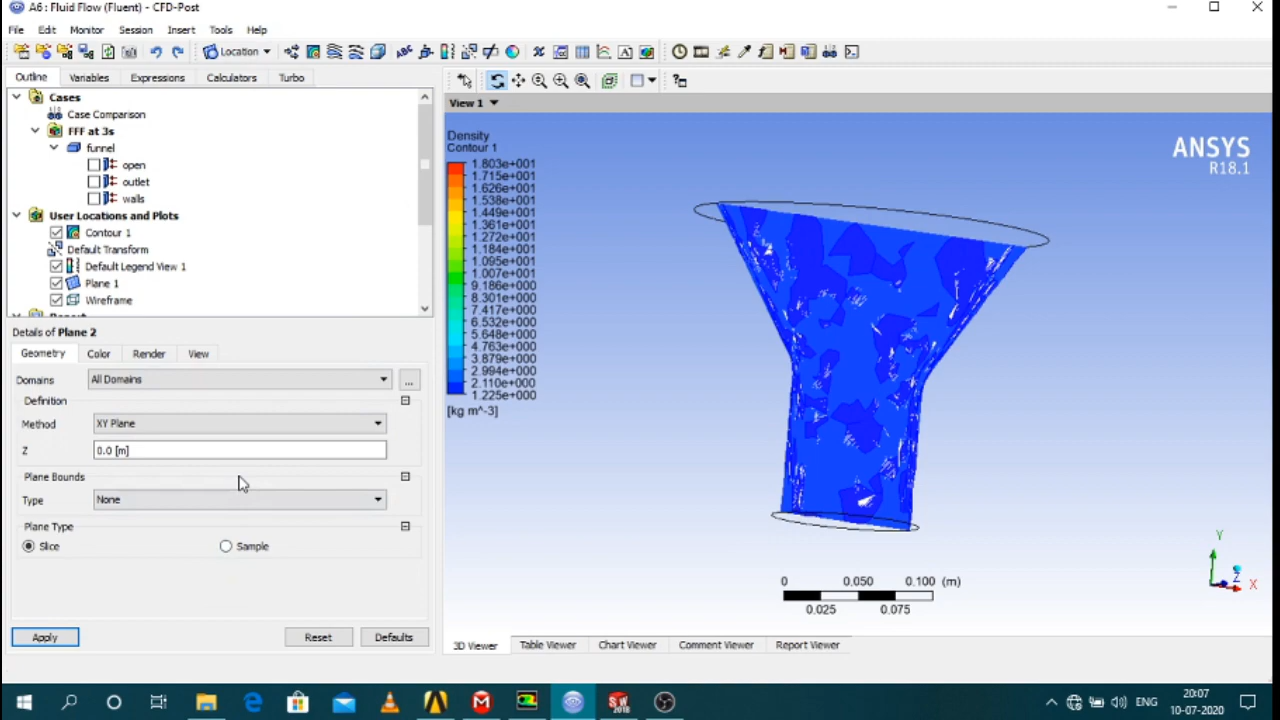 A6 : Fluid Flow (Fluent) - CFD-Post
File Edit Monitor Session Insert Tools Help
Location
Outline Variables Expressions Calculators Turbo
Cases
Case Comparison
FFF at 3s
funnel
open
outlet
walls
User Locations and Plots
Contour 1
Default Transform
Default Legend View 1
Plane 1
Wireframe
Details of Plane 2
Geometry Color Render View
Domains All Domains ...
Definition
Method XY Plane
Z 0.0 [m]
Plane Bounds
Type None
Plane Type
Slice Sample
Apply Reset Defaults
View 1
Density
Contour 1
1.803e+001
1.715e+001
1.626e+001
1.538e+001
1.449e+001
1.361e+001
1.272e+001
1.184e+001
1.095e+001
1.007e+001
9.186e+000
8.301e+000
7.417e+000
6.532e+000
5.648e+000
4.763e+000
3.879e+000
2.994e+000
2.110e+000
1.225e+000
[kg m^-3]
ANSYS
R18.1
Y
Z
X
0 0.050 0.100 (m)
0.025 0.075
3D Viewer Table Viewer Chart Viewer Comment Viewer Report Viewer
ENG
20:07
10-07-2020